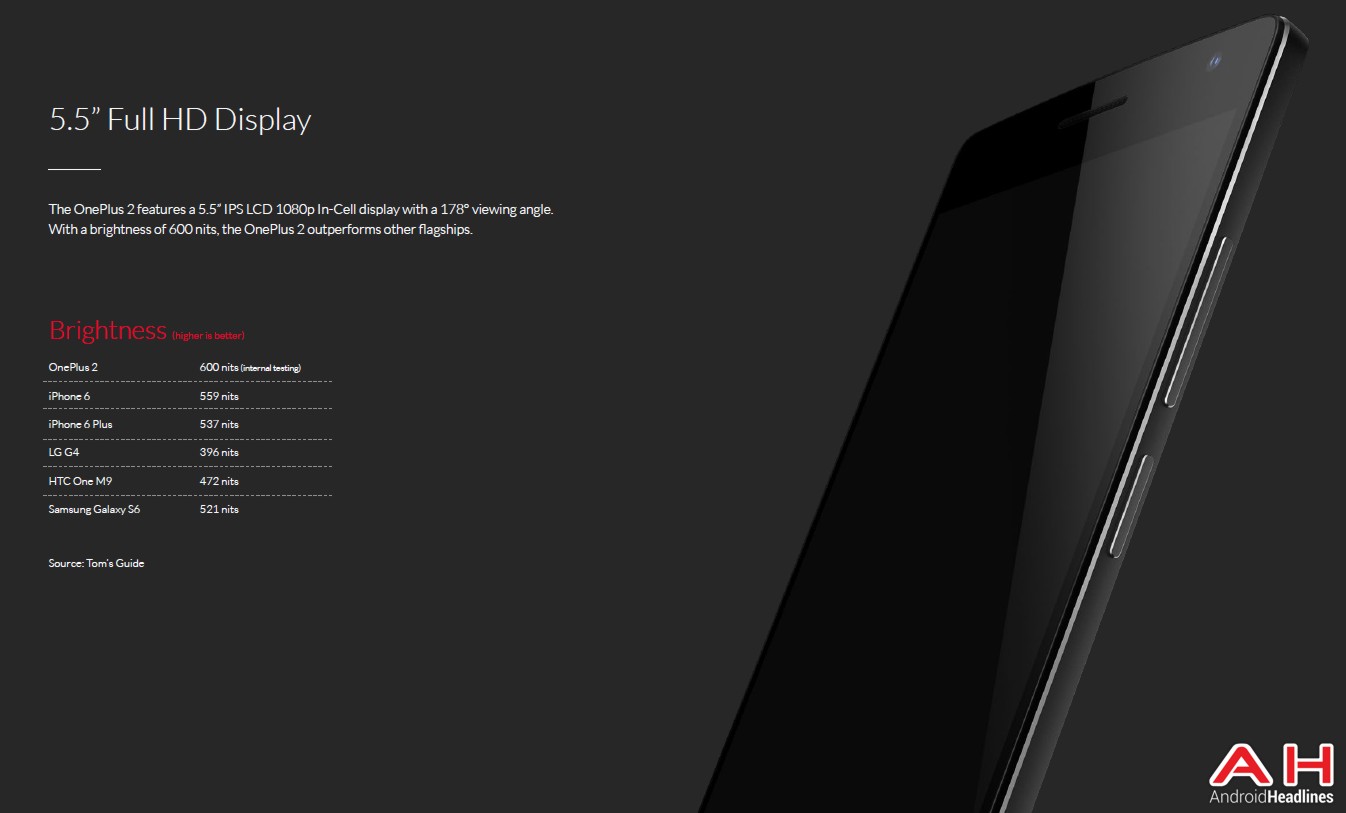 5.5” Full HD Display
The OnePlus 2 features a 5.5” IPS LCD 1080p In-Cell display with a 178° viewing angle.
With a brightness of 600 nits, the OnePlus 2 outperforms other flagships.
Brightness (higher is better)
OnePlus 2 600 nits (internal testing)
iPhone 6 559 nits
iPhone 6 Plus 537 nits
LG G4 396 nits
HTC One M9 472 nits
Samsung Galaxy S6 521 nits
Source: Tom's Guide
AH
AndroidHeadlines